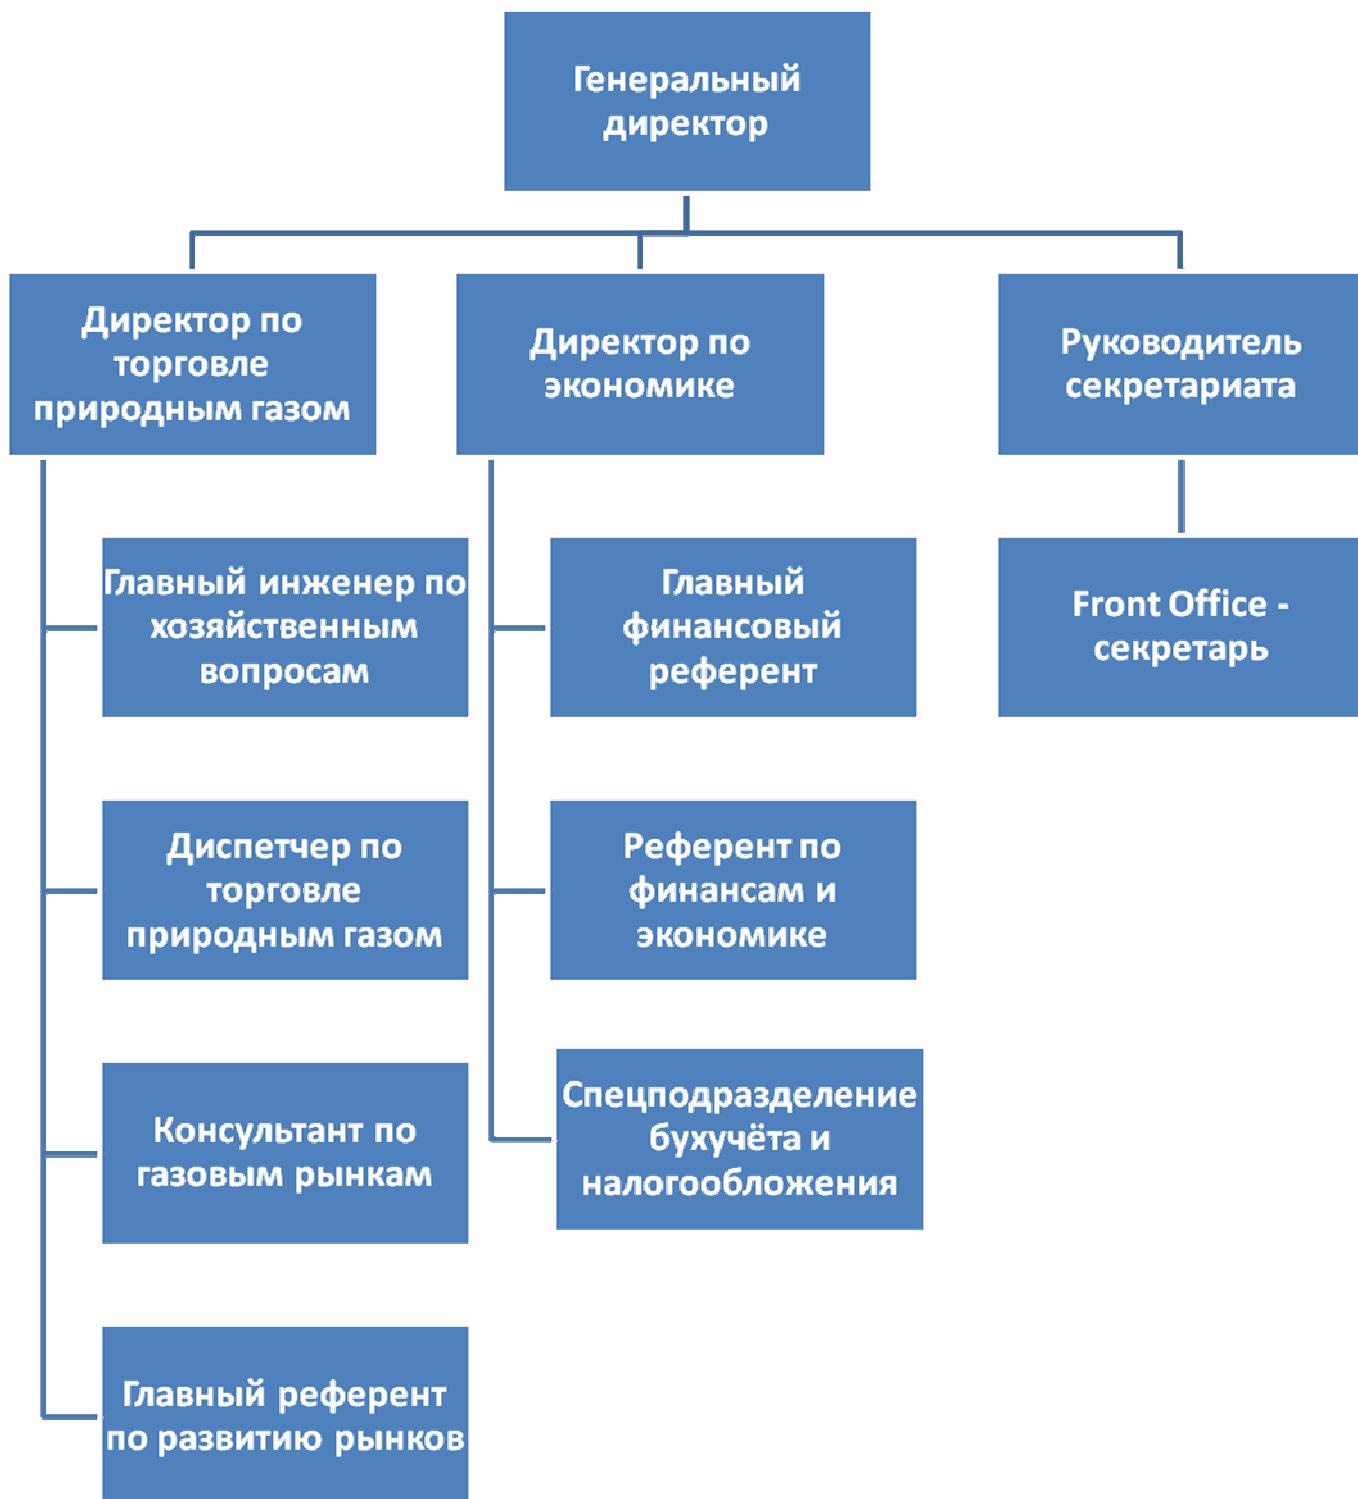 Генеральный
директор
Директор по
торговле
природным газом
Директор по
экономике
Руководитель
секретариата
Главный инженер по
хозяйственным
вопросам
Главный
финансовый
референт
Front Office -
секретарь
Диспетчер по
торговле
природным газом
Референт по
финансам и
экономике
Консультант по
газовым рынкам
Спецподразделение
бухучёта и
налогообложения
Главный референт
по развитию рынков